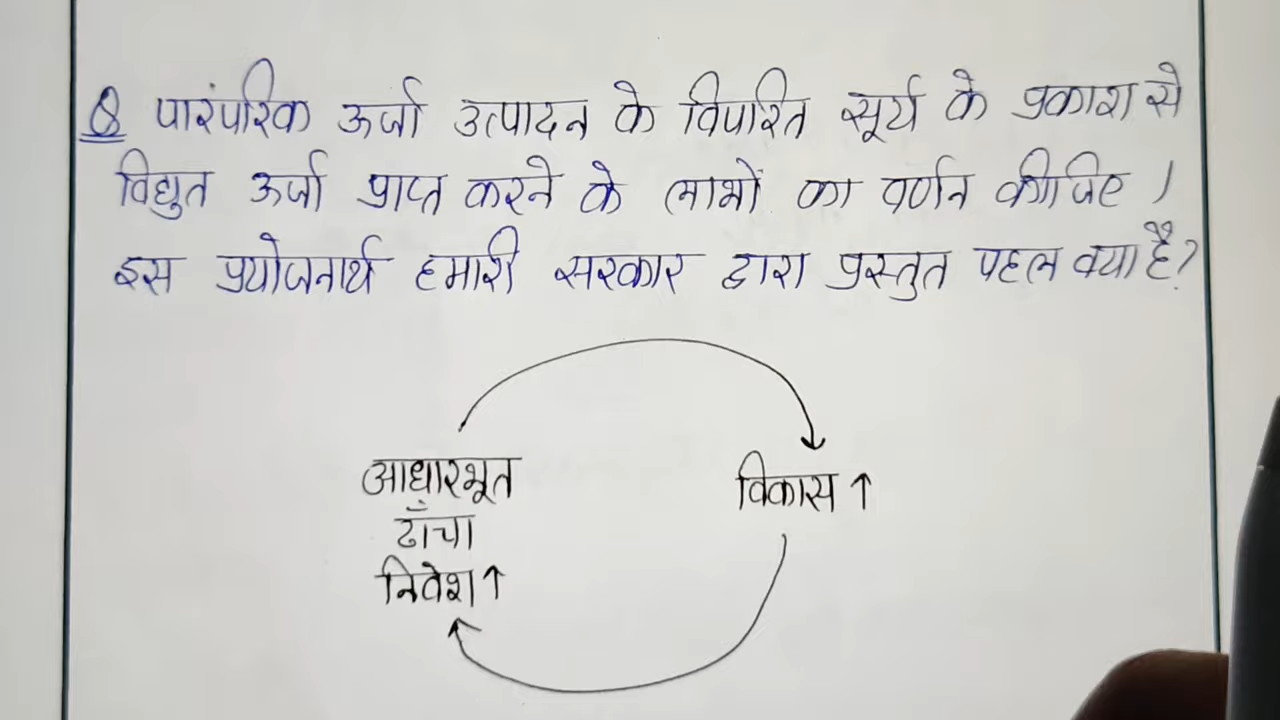 Q पारंपरिक ऊर्जा उत्पादन के विपरित सूर्य के प्रकाश से
विद्युत ऊर्जा प्राप्त करने के लाभों का वर्णन कीजिए ।
इस प्रयोजनार्थ हमारी सरकार द्वारा प्रस्तुत पहल क्या है?
आधारभूत
ढाँचा
निवेश ↑
विकास ↑